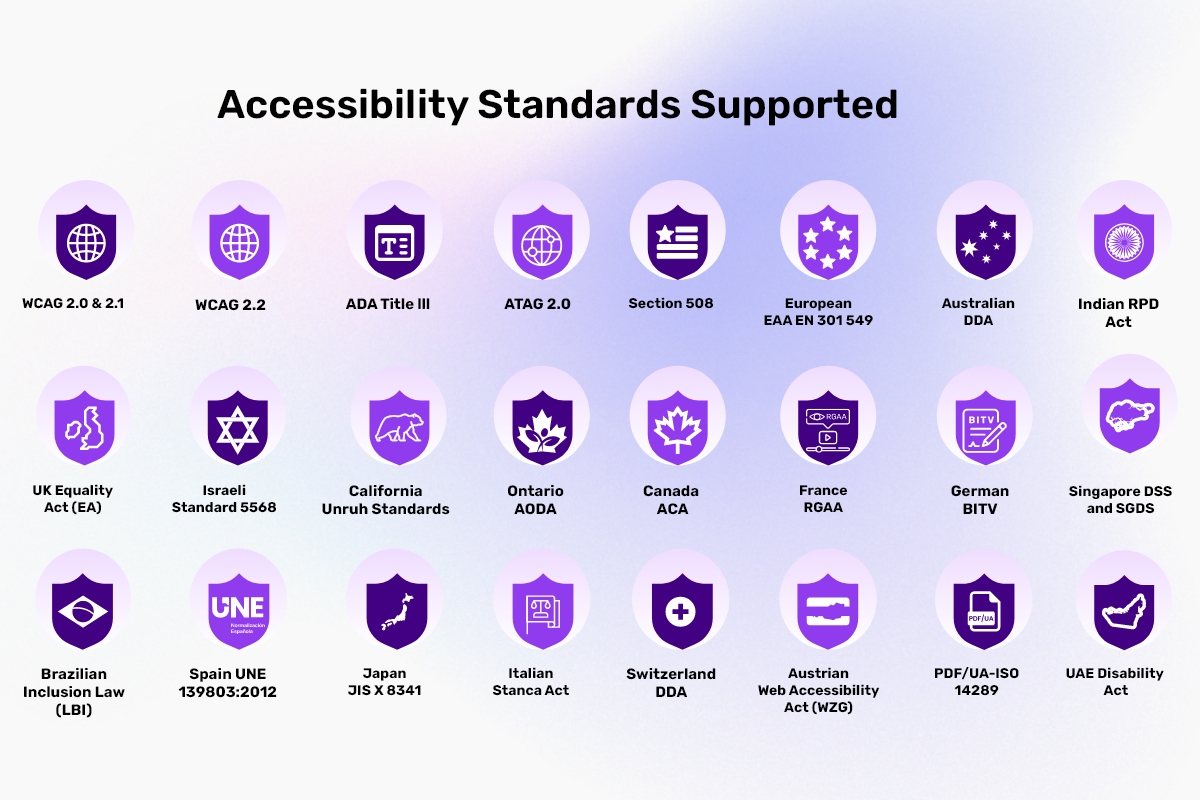 Accessibility Standards Supported
WCAG 2.0 & 2.1
WCAG 2.2
ADA Title III
ATAG 2.0
Section 508
European
EAA EN 301 549
Australian
DDA
Indian RPD
Act
RGAA
BITV
UK Equality
Act (EA)
Israeli
Standard 5568
California
Unruh Standards
Ontario
AODA
Canada
ACA
France
RGAA
German
BITV
Singapore DSS
and SGDS
UNE
Normalización
Española
PDF/UA
Brazilian
Inclusion Law
(LBI)
Spain UNE
139803:2012
Japan
JIS X 8341
Italian
Stanca Act
Switzerland
DDA
Austrian
Web Accessibility
Act (WZG)
PDF/UA-ISO
14289
UAE Disability
Act